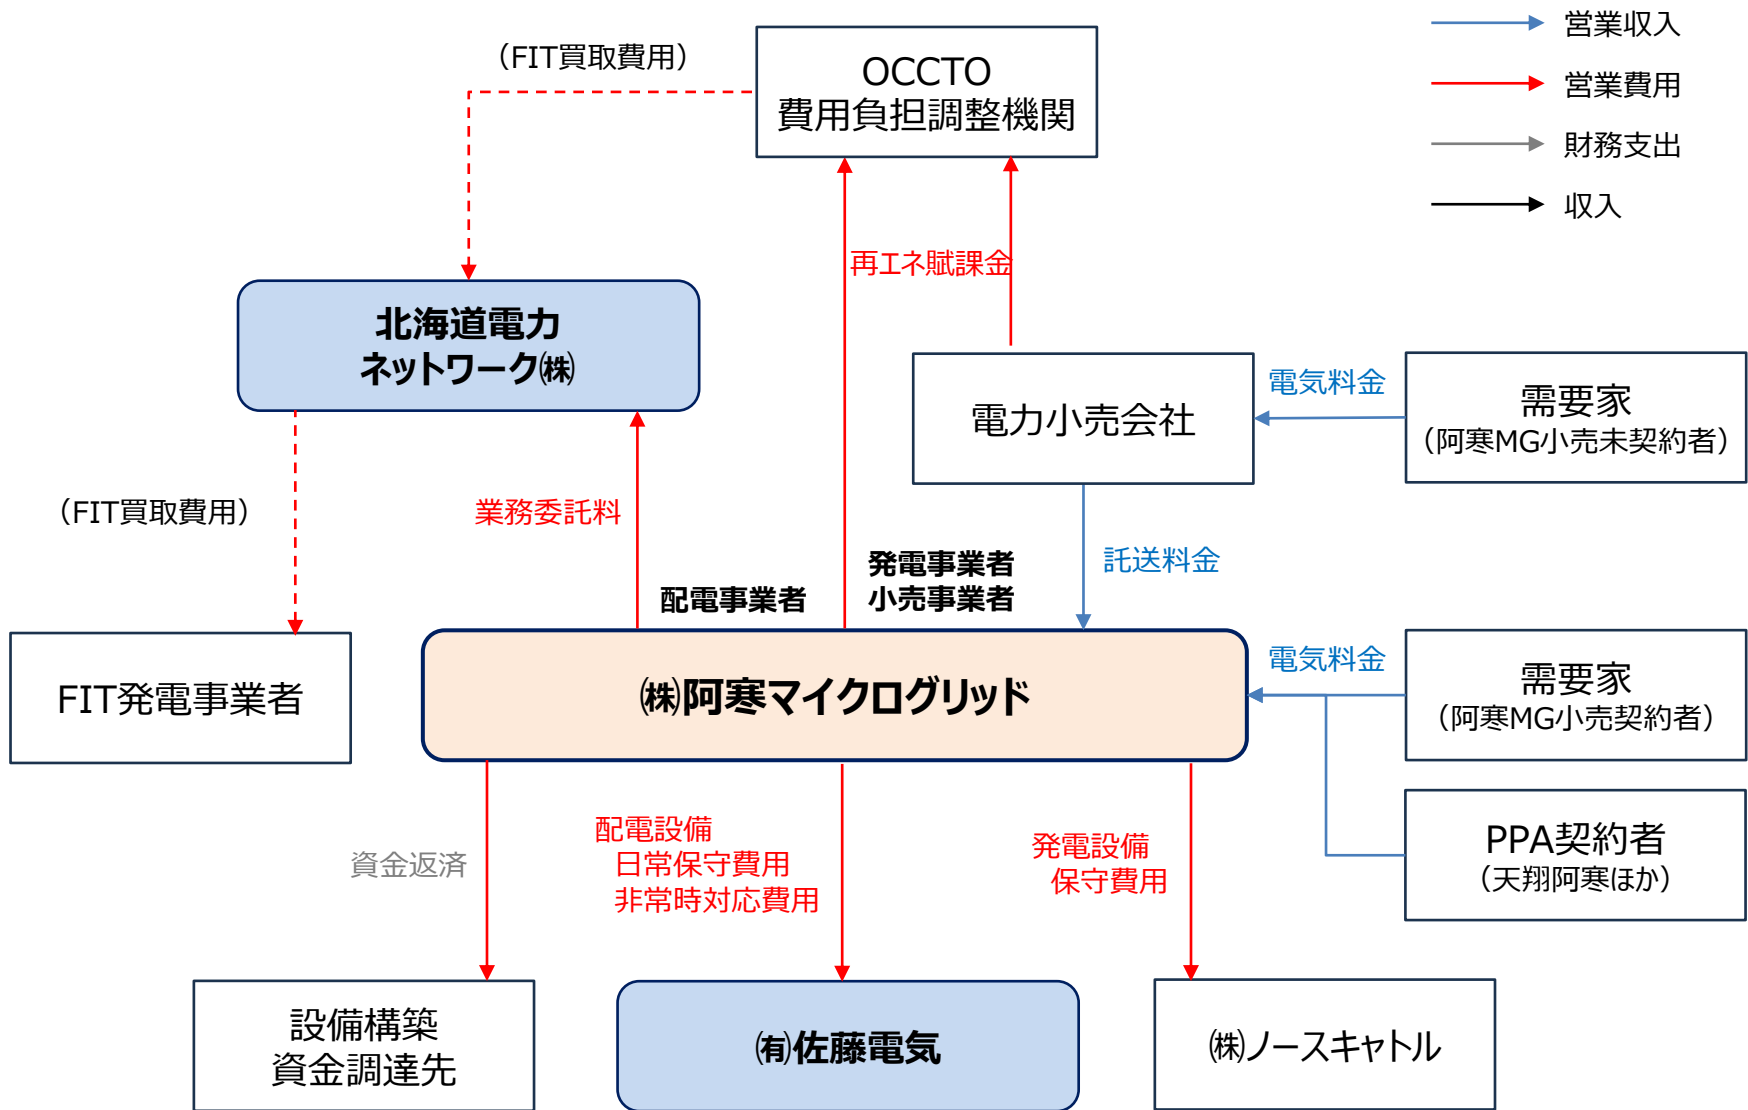 営業収入
営業費用
財務支出
収入
（FIT買取費用）
OCCTO
費用負担調整機関
再エネ賦課金
北海道電力
ネットワーク㈱
電力小売会社
電気料金
需要家
（阿寒MG小売未契約者）
（FIT買取費用）
業務委託料
託送料金
配電事業者
発電事業者
小売事業者
FIT発電事業者
㈱阿寒マイクログリッド
電気料金
需要家
（阿寒MG小売契約者）
PPA契約者
（天翔阿寒ほか）
資金返済
配電設備
日常保守費用
非常時対応費用
発電設備
保守費用
設備構築
資金調達先
㈲佐藤電気
㈱ノースキャトル